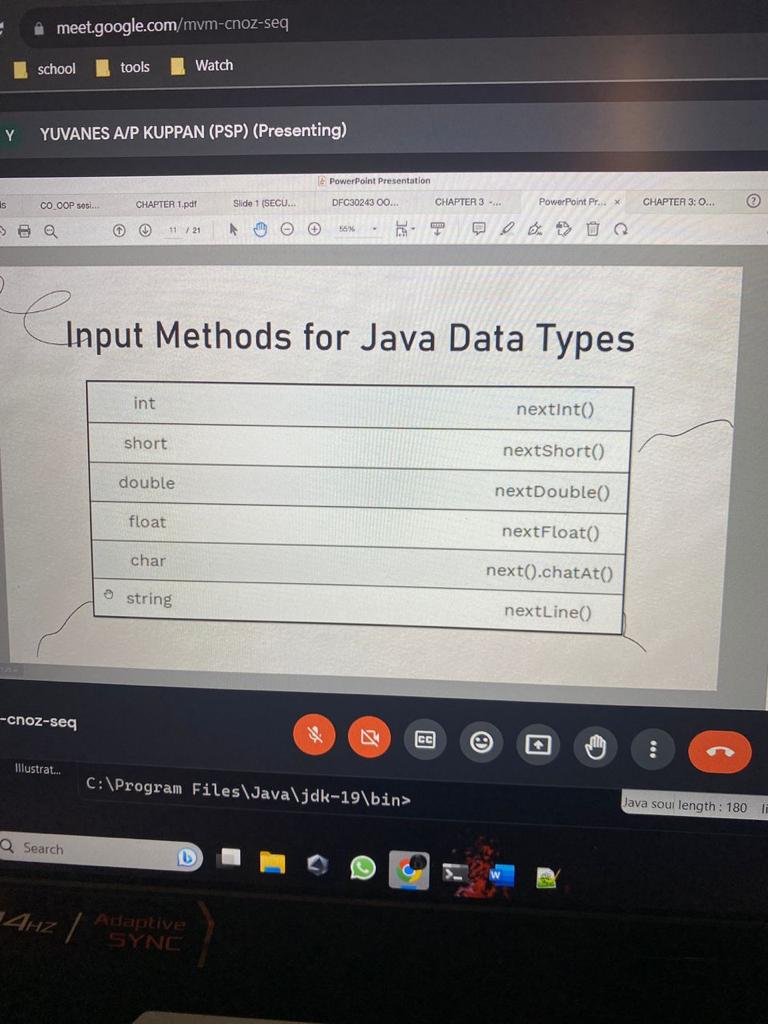 meet.google.com/mvm-cnoz-seq
school tools Watch
Y YUVANES A/P KUPPAN (PSP) (Presenting)
PowerPoint Presentation
CO_OOP sesi... CHAPTER 1.pdf Slide 1 (SECU... DFC30243 OO... CHAPTER 3 -... PowerPoint Pr... × CHAPTER 3: O... ?
11 / 21 55%
Input Methods for Java Data Types
int nextInt()
short nextShort()
double nextDouble()
float nextFloat()
char next().chatAt()
string nextLine()
-cnoz-seq
CC
Illustrat...
C:\Program Files\Java\jdk-19\bin>
Java sour length : 180 li
Search
W
4HZ / Adaptive
SYNC